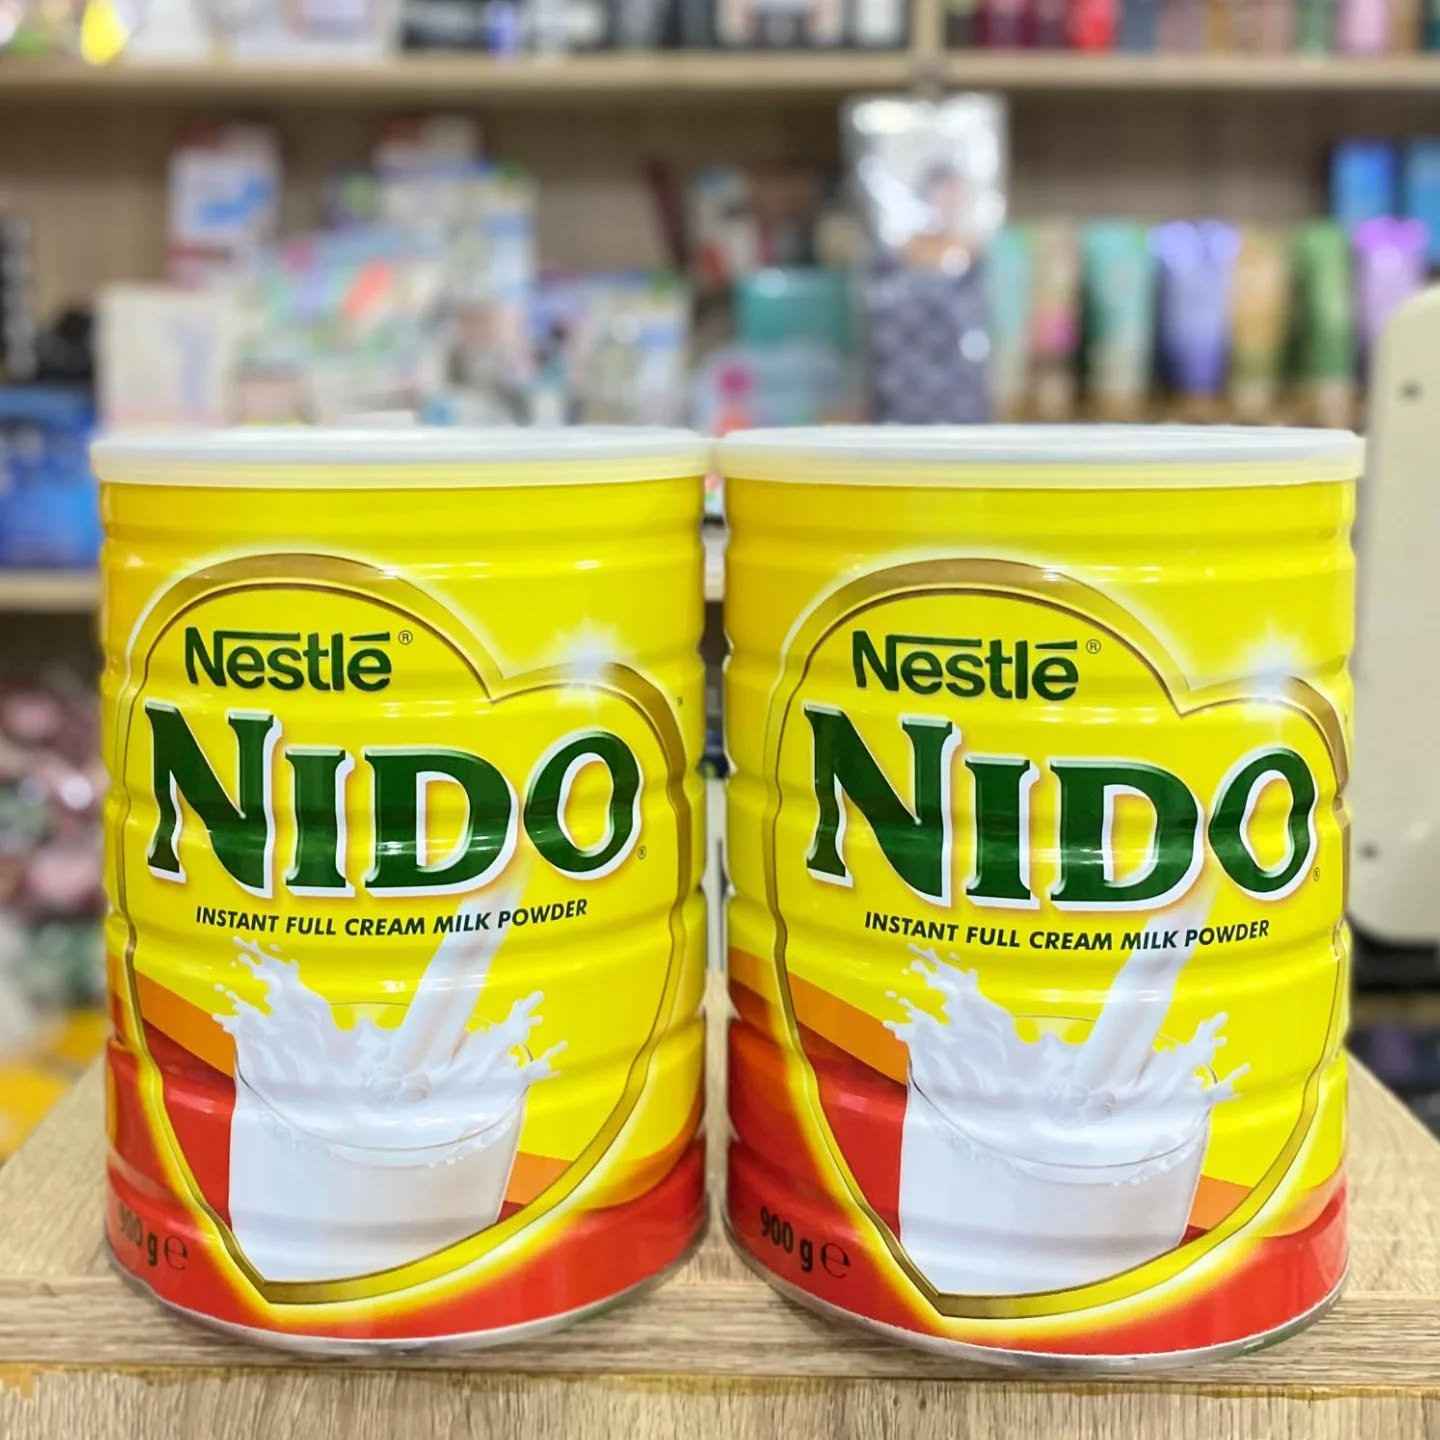 Nestlé®
NIDO®
INSTANT FULL CREAM MILK POWDER
900 g ℮
Nestlé®
NIDO®
INSTANT FULL CREAM MILK POWDER
900 g ℮